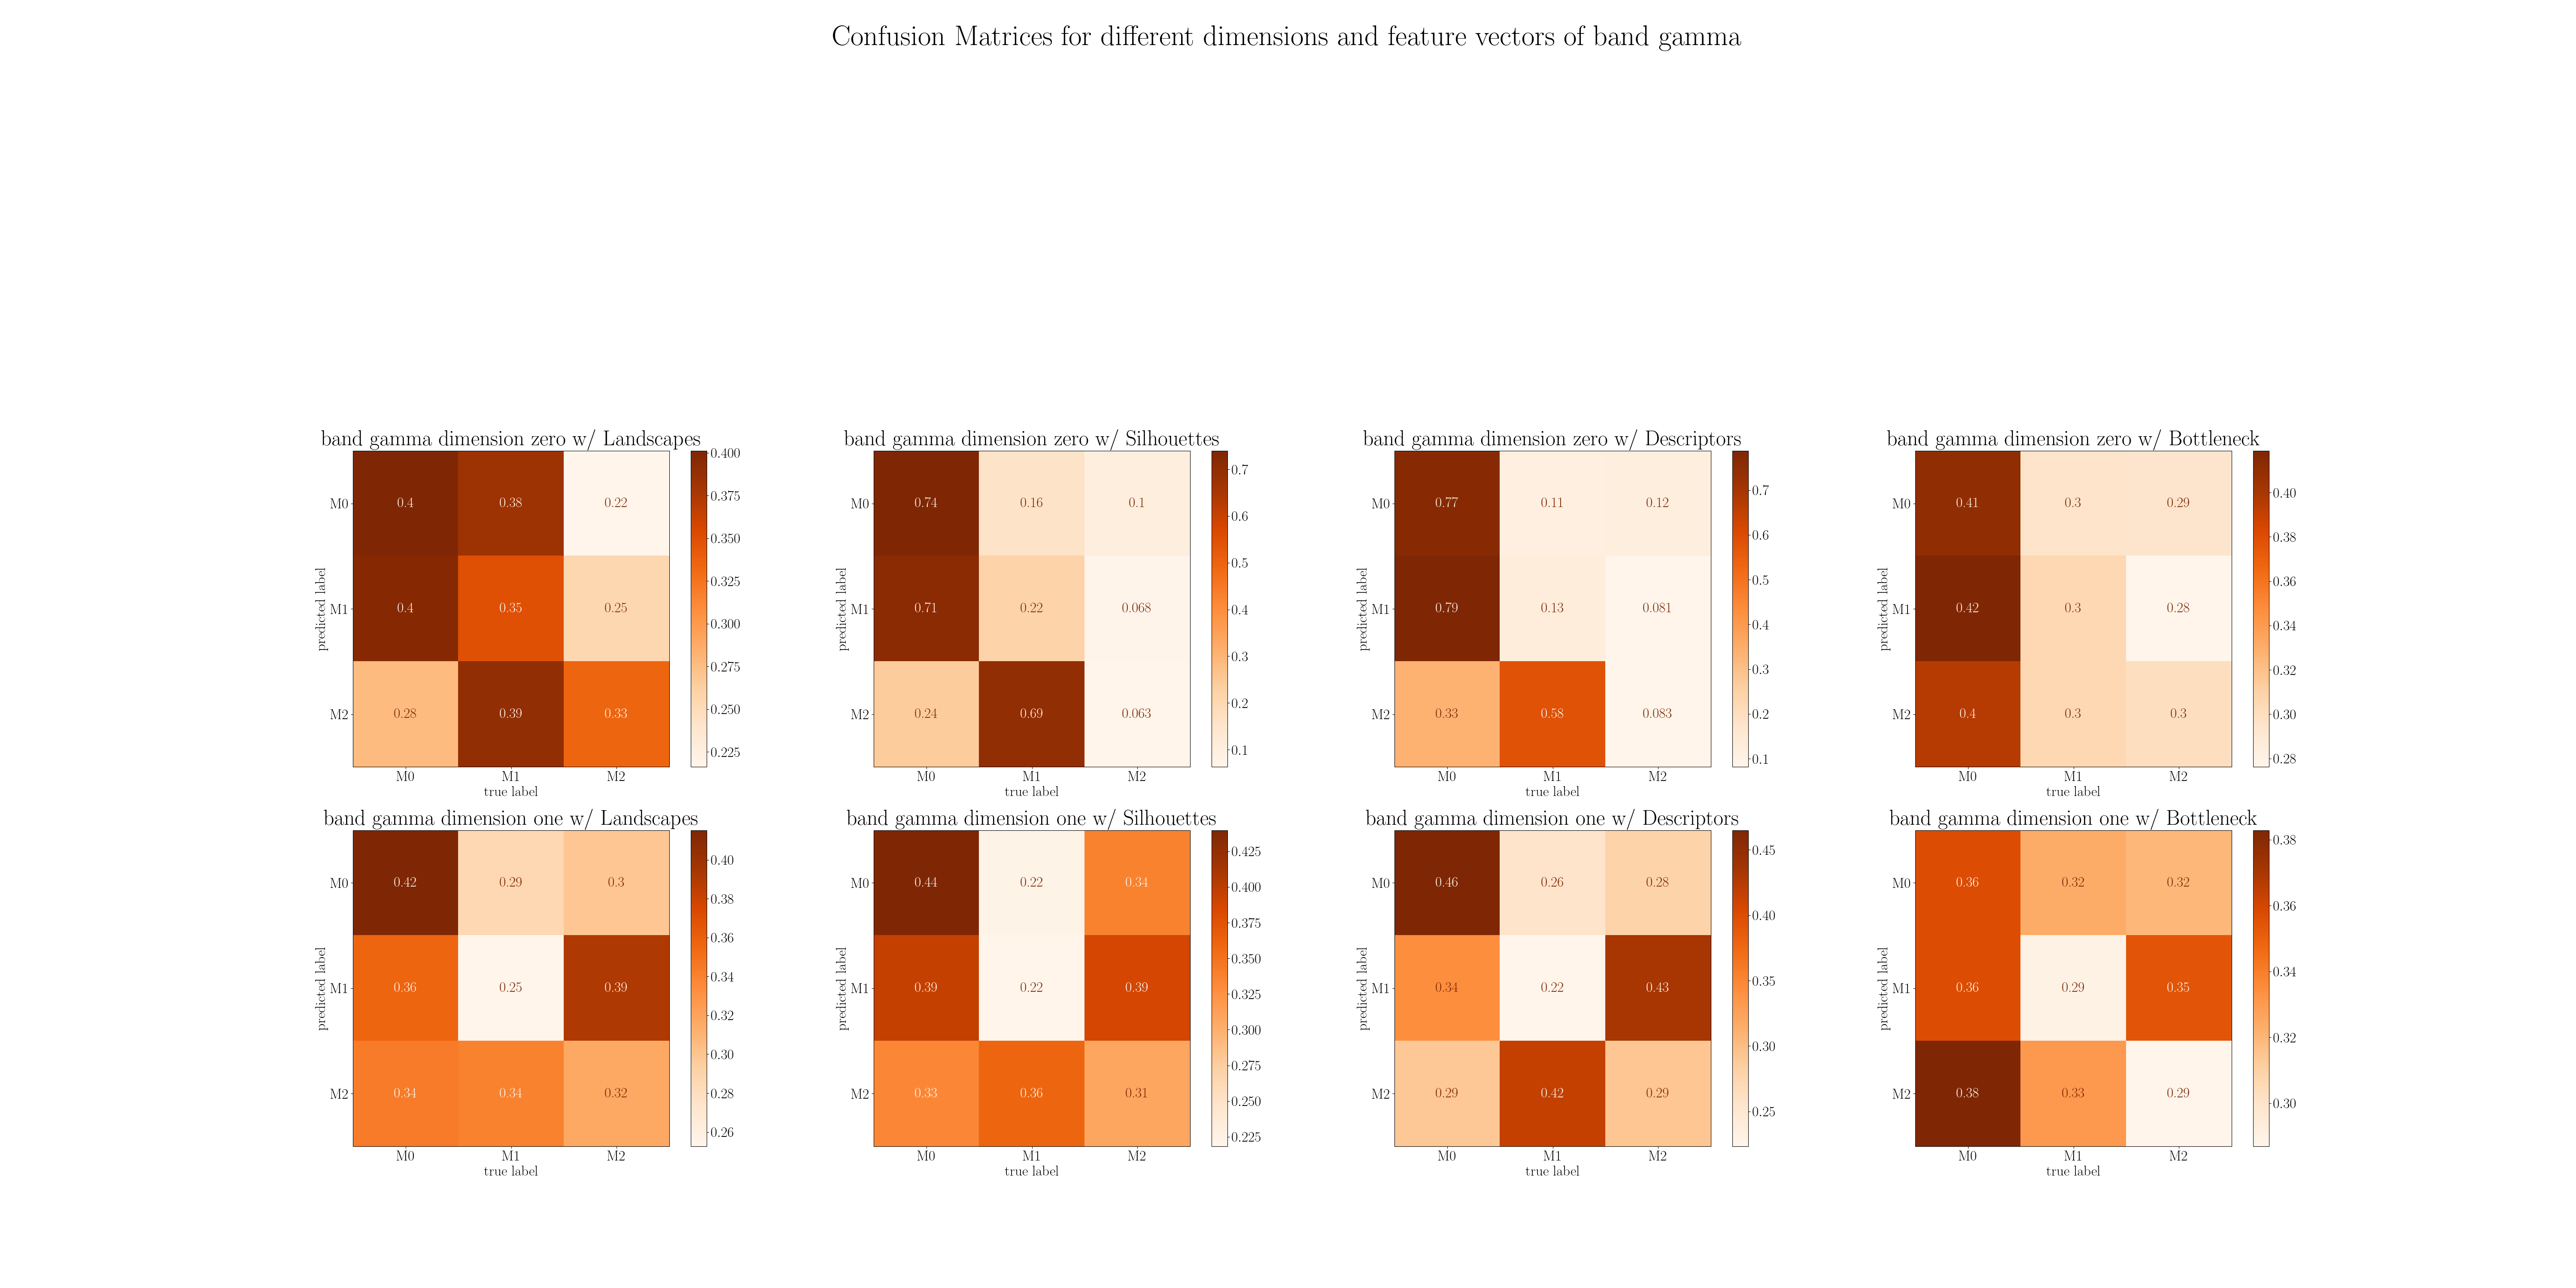 Confusion Matrices for different dimensions and feature vectors of band gamma
band gamma dimension zero w/ Landscapes
predicted label
M0 0.4 0.38 0.22
M1 0.4 0.35 0.25
M2 0.28 0.39 0.33
M0 M1 M2
true label
0.400
0.375
0.350
0.325
0.300
0.275
0.250
0.225
band gamma dimension zero w/ Silhouettes
predicted label
M0 0.74 0.16 0.1
M1 0.71 0.22 0.068
M2 0.24 0.69 0.063
M0 M1 M2
true label
0.7
0.6
0.5
0.4
0.3
0.2
0.1
band gamma dimension zero w/ Descriptors
predicted label
M0 0.77 0.11 0.12
M1 0.79 0.13 0.081
M2 0.33 0.58 0.083
M0 M1 M2
true label
0.7
0.6
0.5
0.4
0.3
0.2
0.1
band gamma dimension zero w/ Bottleneck
predicted label
M0 0.41 0.3 0.29
M1 0.42 0.3 0.28
M2 0.4 0.3 0.3
M0 M1 M2
true label
0.40
0.38
0.36
0.34
0.32
0.30
0.28
band gamma dimension one w/ Landscapes
predicted label
M0 0.42 0.29 0.3
M1 0.36 0.25 0.39
M2 0.34 0.34 0.32
M0 M1 M2
true label
0.40
0.38
0.36
0.34
0.32
0.30
0.28
0.26
band gamma dimension one w/ Silhouettes
predicted label
M0 0.44 0.22 0.34
M1 0.39 0.22 0.39
M2 0.33 0.36 0.31
M0 M1 M2
true label
0.425
0.400
0.375
0.350
0.325
0.300
0.275
0.250
0.225
band gamma dimension one w/ Descriptors
predicted label
M0 0.46 0.26 0.28
M1 0.34 0.22 0.43
M2 0.29 0.42 0.29
M0 M1 M2
true label
0.45
0.40
0.35
0.30
0.25
band gamma dimension one w/ Bottleneck
predicted label
M0 0.36 0.32 0.32
M1 0.36 0.29 0.35
M2 0.38 0.33 0.29
M0 M1 M2
true label
0.38
0.36
0.34
0.32
0.30